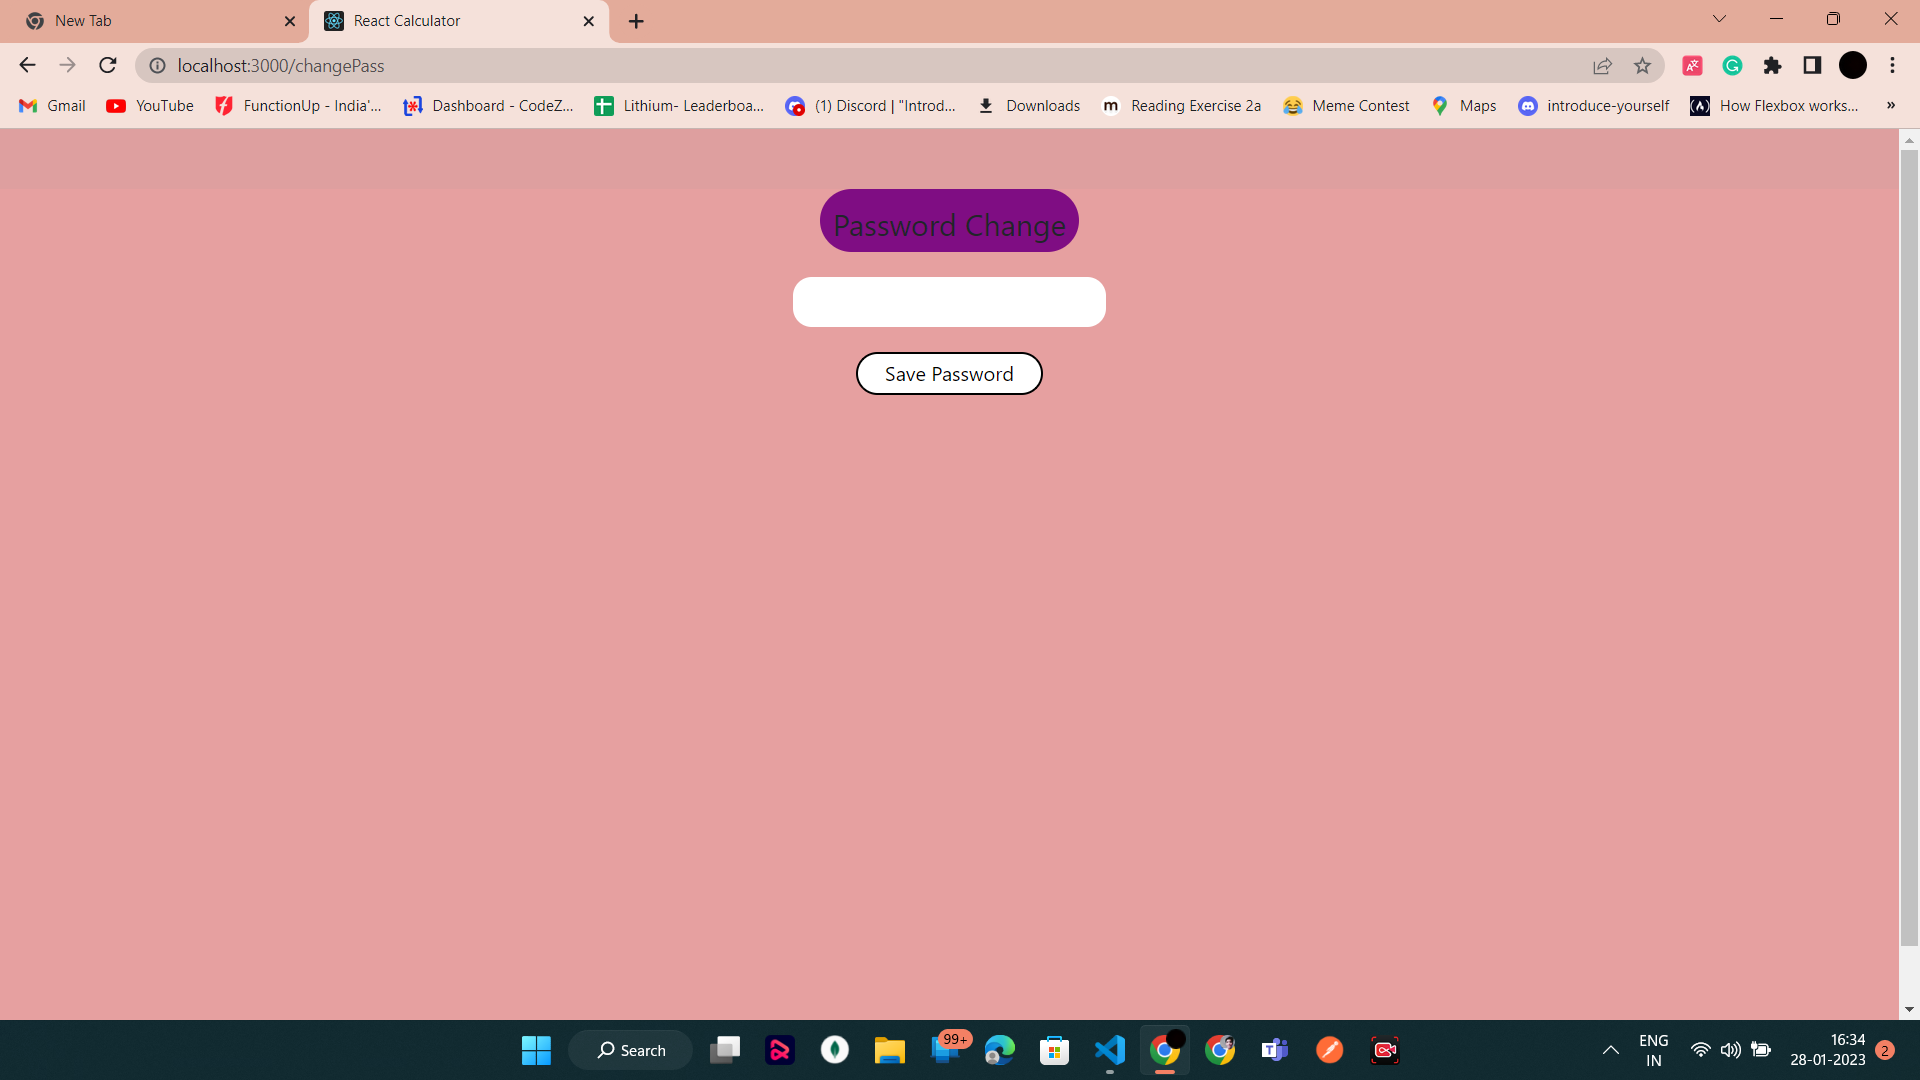 New Tab
React Calculator
localhost:3000/changePass
Gmail
YouTube
FunctionUp - India'...
Dashboard - CodeZ...
Lithium- Leaderboa...
(1) Discord | "Introd...
Downloads
m
Reading Exercise 2a
Meme Contest
Maps
introduce-yourself
How Flexbox works...
»
Password Change
Save Password
Search
99+
ENG
IN
16:34
28-01-2023
2